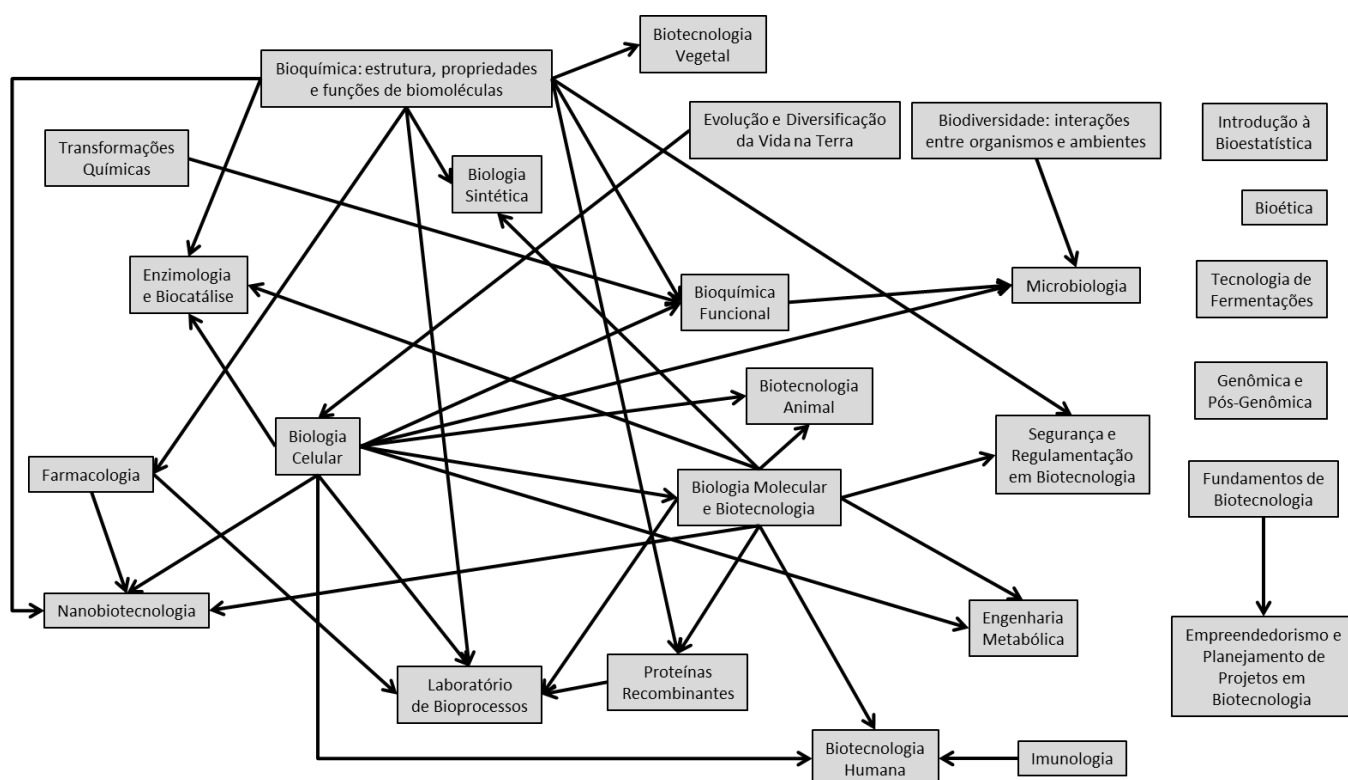 Biotecnologia
Vegetal
Bioquímica: estrutura, propriedades
e funções de biomoléculas
Evolução e Diversificação
da Vida na Terra
Biodiversidade: interações
entre organismos e ambientes
Introdução à
Bioestatística
Transformações
Químicas
Biologia
Sintética
Bioética
Enzimologia
e Biocatálise
Bioquímica
Funcional
Microbiologia
Tecnologia de
Fermentações
Biotecnologia
Animal
Genômica e
Pós-Genômica
Biologia
Celular
Segurança e
Regulamentação
em Biotecnologia
Farmacologia
Biologia Molecular
e Biotecnologia
Fundamentos de
Biotecnologia
Nanobiotecnologia
Engenharia
Metabólica
Empreendedorismo e
Planejamento de
Projetos em
Biotecnologia
Laboratório
de Bioprocessos
Proteínas
Recombinantes
Biotecnologia
Humana
Imunologia